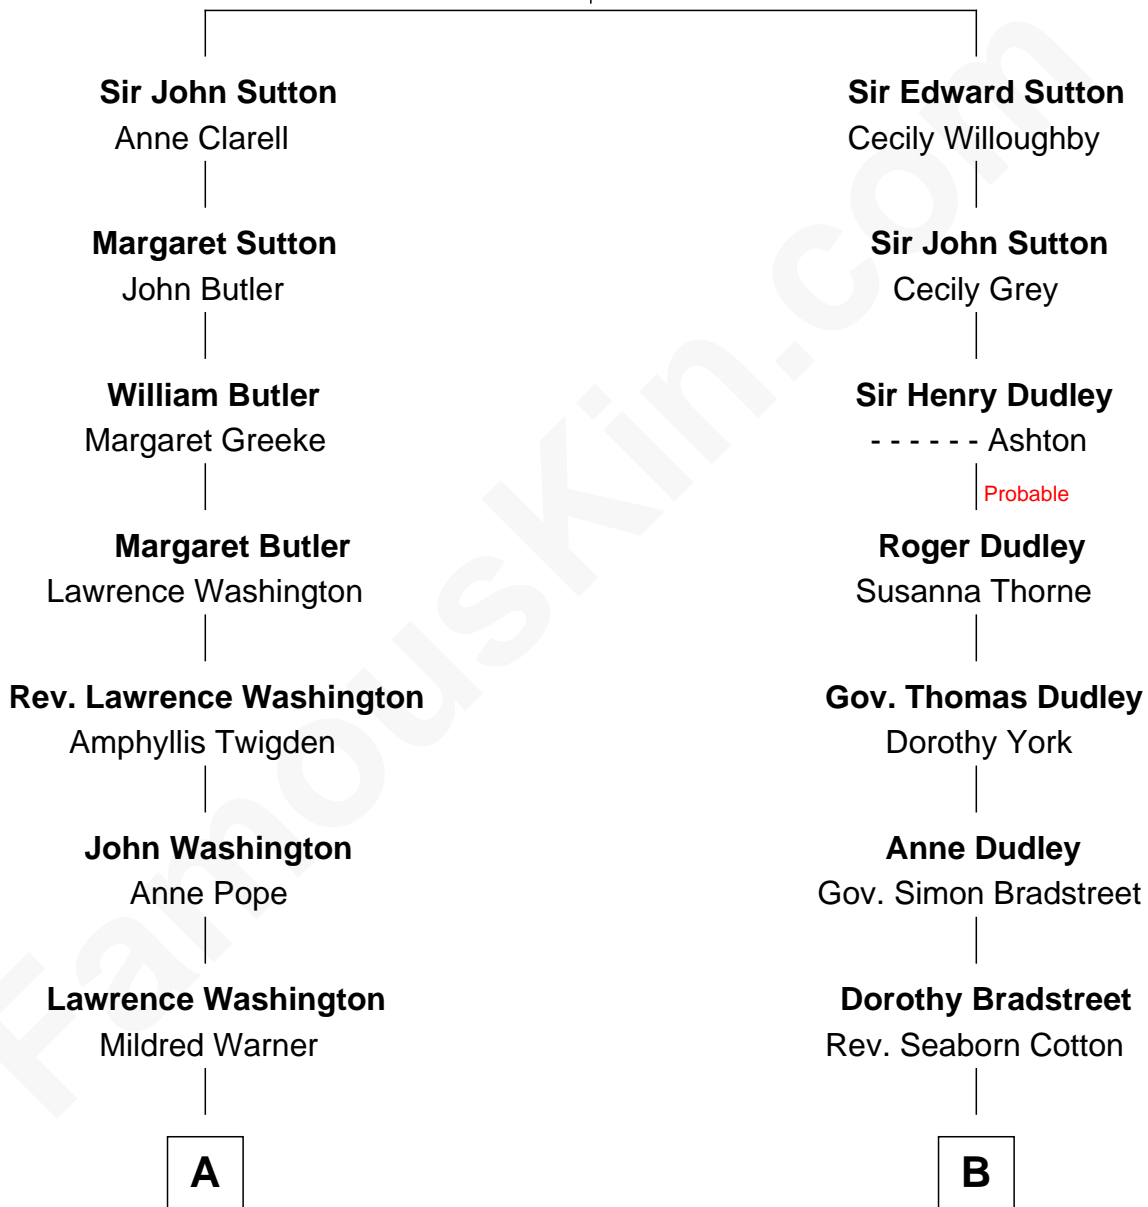 Sir John Sutton
Anne Clarell
Margaret Sutton
John Butler
William Butler
Margaret Greeke
Margaret Butler
Lawrence Washington
Rev. Lawrence Washington
Amphyllis Twigden
John Washington
Anne Pope
Lawrence Washington
Mildred Warner
A
Sir Edward Sutton
Cecily Willoughby
Sir John Sutton
Cecily Grey
Sir Henry Dudley
- - - - - - Ashton
Probable
Roger Dudley
Susanna Thorne
Gov. Thomas Dudley
Dorothy York
Anne Dudley
Gov. Simon Bradstreet
Dorothy Bradstreet
Rev. Seaborn Cotton
B
FamousKin.com